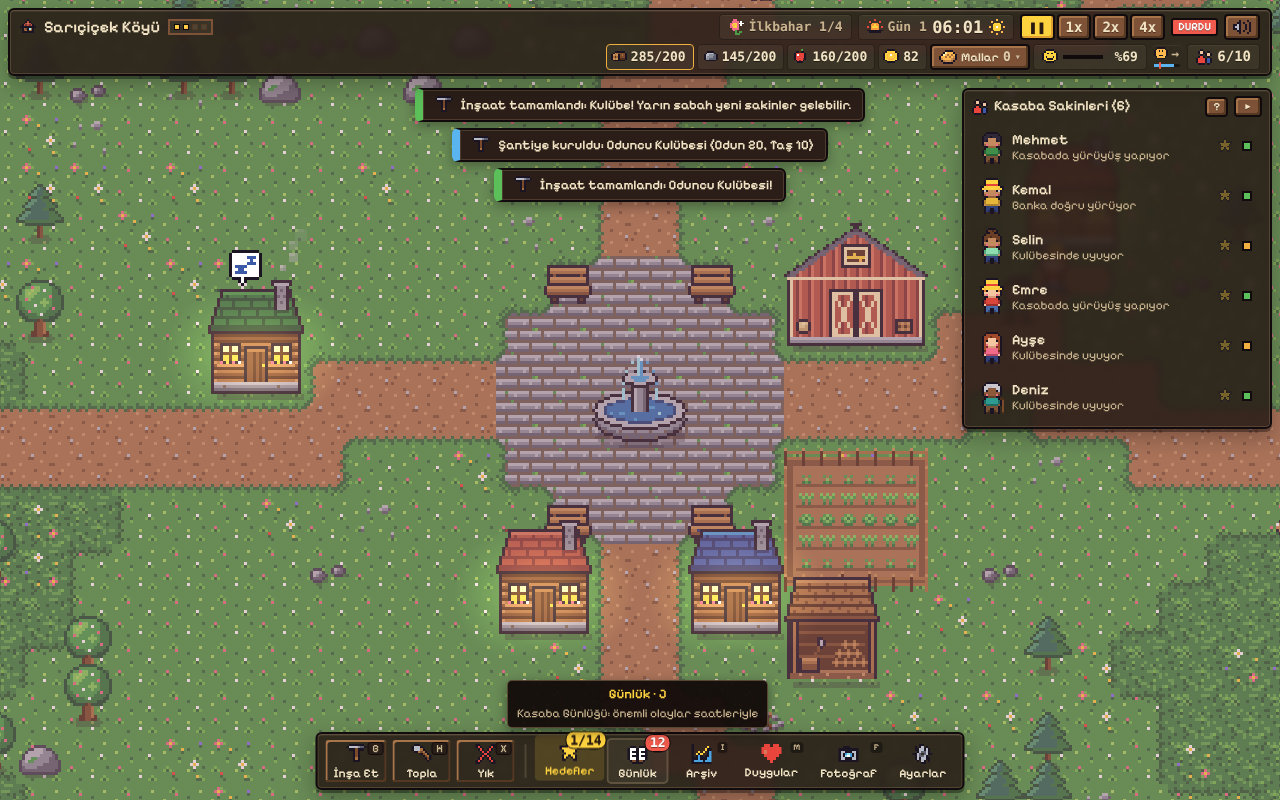 Sarıçiçek Köyü
İlkbahar 1/4
Gün 1 06:01
1x
2x
4x
DURDU
285/200
145/200
160/200
82
Mallar 0
%69
6/10
İnşaat tamamlandı: Kulübe! Yarın sabah yeni sakinler gelebilir.
Şantiye kuruldu: Oduncu Kulübesi (Odun 20, Taş 10)
İnşaat tamamlandı: Oduncu Kulübesi!
Kasaba Sakinleri (6)
?
Mehmet
Kasabada yürüyüş yapıyor
Kemal
Banka doğru yürüyor
Selin
Kulübesinde uyuyor
Emre
Kasabada yürüyüş yapıyor
Ayşe
Kulübesinde uyuyor
Deniz
Kulübesinde uyuyor
Z Z
Günlük · J
Kasaba Günlüğü: önemli olaylar saatleriyle
İnşa Et
G
Topla
H
Yık
X
1/14
Hedefler
12
Günlük
Arşiv
I
Duygular
M
Fotoğraf
F
Ayarlar